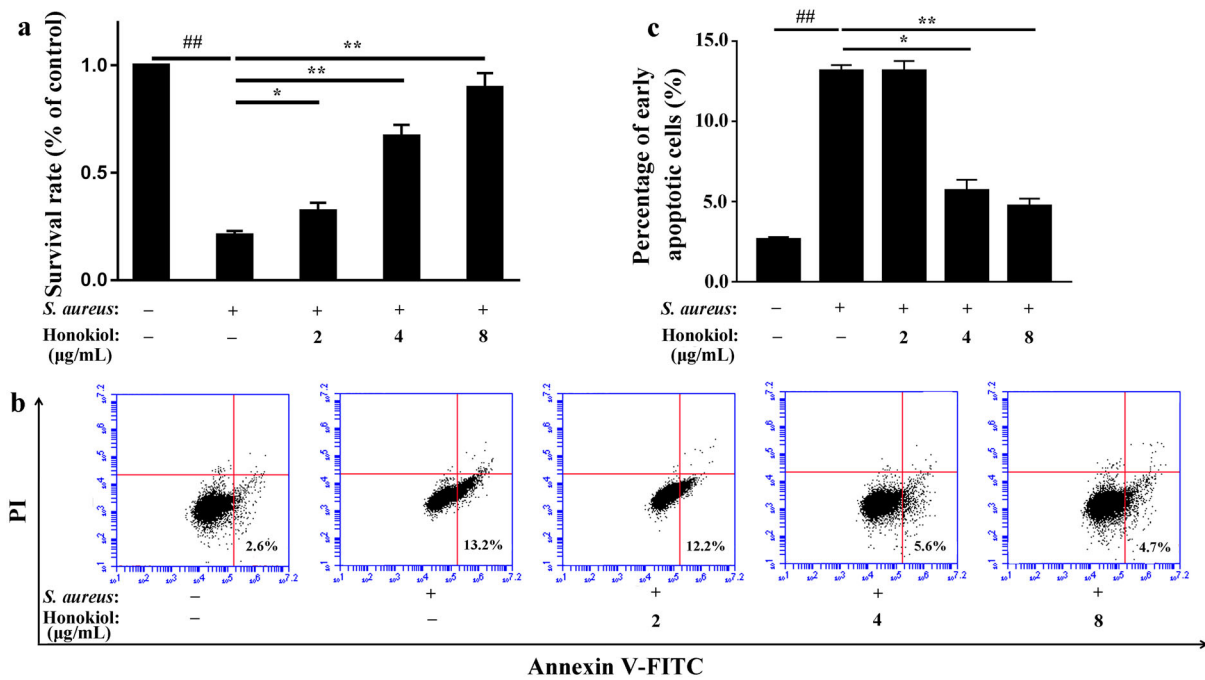 a
Survival rate (% of control)
1.0
0.5
0.0
##
**
**
*
S. aureus: – + + + +
Honokiol: – – 2 4 8
(μg/mL)
c
Percentage of early
apoptotic cells (%)
15.0
10.0
5.0
0.0
##
**
*
S. aureus: – + + + +
Honokiol: – – 2 4 8
(μg/mL)
b
PI
2.6%
13.2%
12.2%
5.6%
4.7%
S. aureus: – + + + +
Honokiol: – – 2 4 8
(μg/mL)
Annexin V-FITC